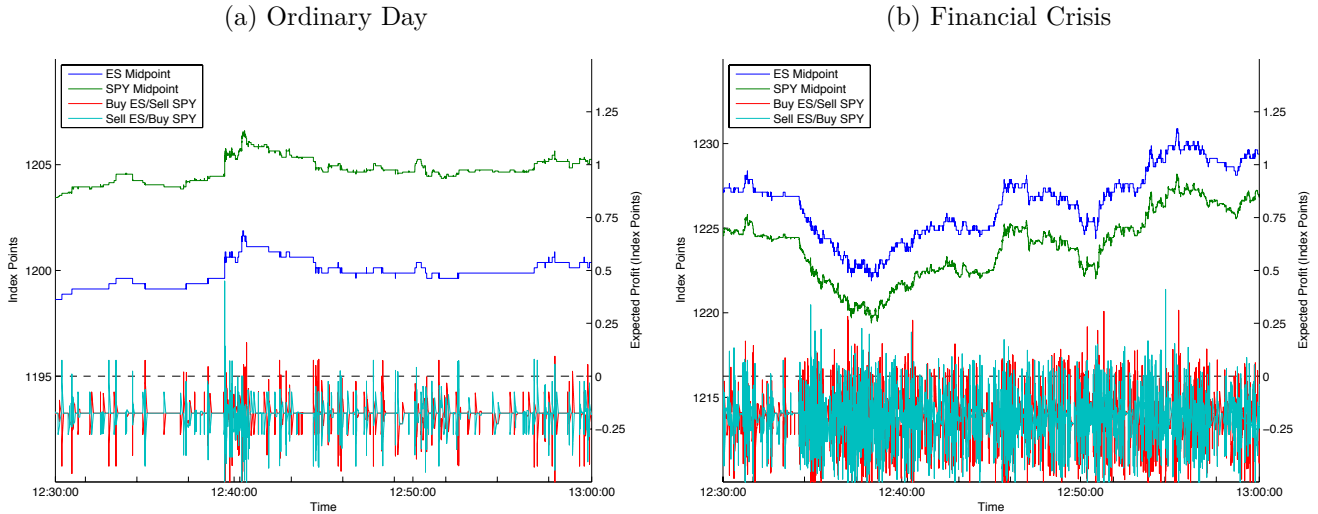 (a) Ordinary Day
ES Midpoint
SPY Midpoint
Buy ES/Sell SPY
Sell ES/Buy SPY
Index Points
1205
1200
1195
1.25
1
0.75
0.5
0.25
0
−0.25
Expected Profit (Index Points)
12:30:00
12:40:00
12:50:00
13:00:00
Time
(b) Financial Crisis
ES Midpoint
SPY Midpoint
Buy ES/Sell SPY
Sell ES/Buy SPY
Index Points
1230
1225
1220
1215
1.25
1
0.75
0.5
0.25
0
−0.25
Expected Profit (Index Points)
12:30:00
12:40:00
12:50:00
13:00:00
Time